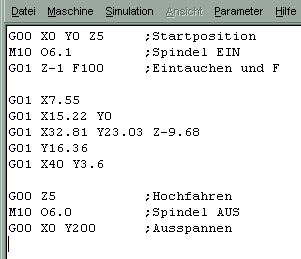 Datei Maschine Simulation Ansicht Parameter Hilfe
G00 X0 Y0 Z5 ;Startposition
M10 O6.1 ;Spindel EIN
G01 Z-1 F100 ;Eintauchen und F
G01 X7.55
G01 X15.22 Y0
G01 X32.81 Y23.03 Z-9.68
G01 Y16.36
G01 X40 Y3.6
G00 Z5 ;Hochfahren
M10 O6.0 ;Spindel AUS
G00 X0 Y200 ;Ausspannen